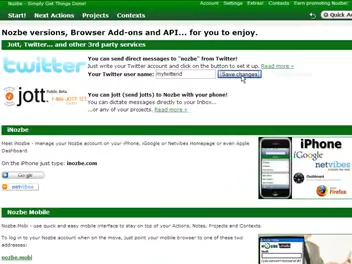 Nozbe - Simply Get Things Done!
Account Settings Extras! Contacts Earn promoting Nozbe!
Start! Next Actions Projects Contexts
Nozbe versions, Browser Add-ons and API... for you to enjoy.
Jott, Twitter... and other 3rd party services
twitter
You can send direct messages to "nozbe" from Twitter!
Just write your Twitter account and click on the button to set it up. Read more »
Your Twitter user name: mytwitterid Save changes
jott
Public Beta
You can jott (send jotts) to Nozbe with your phone!
You can dictate messages directly to your Inbox...
...or any of your projects. Read more »
iNozbe
Meet iNozbe - manage your Nozbe account on your iPhone, iGoogle or Netvibes Homepage or even Apple
Dashboard.
On the iPhone just type: inozbe.com
Google
netvibes
iPhone
iGoogle
netvibes
Dashboard
Firefox
Nozbe Mobile
Nozbe.Mobi - use quick and easy mobile interface to stay on top of your Actions, Notes, Projects and Contexts.
To log in to your Nozbe account when on the move, just point your mobile browser to one of these two
addresses:
nozbe.mobi